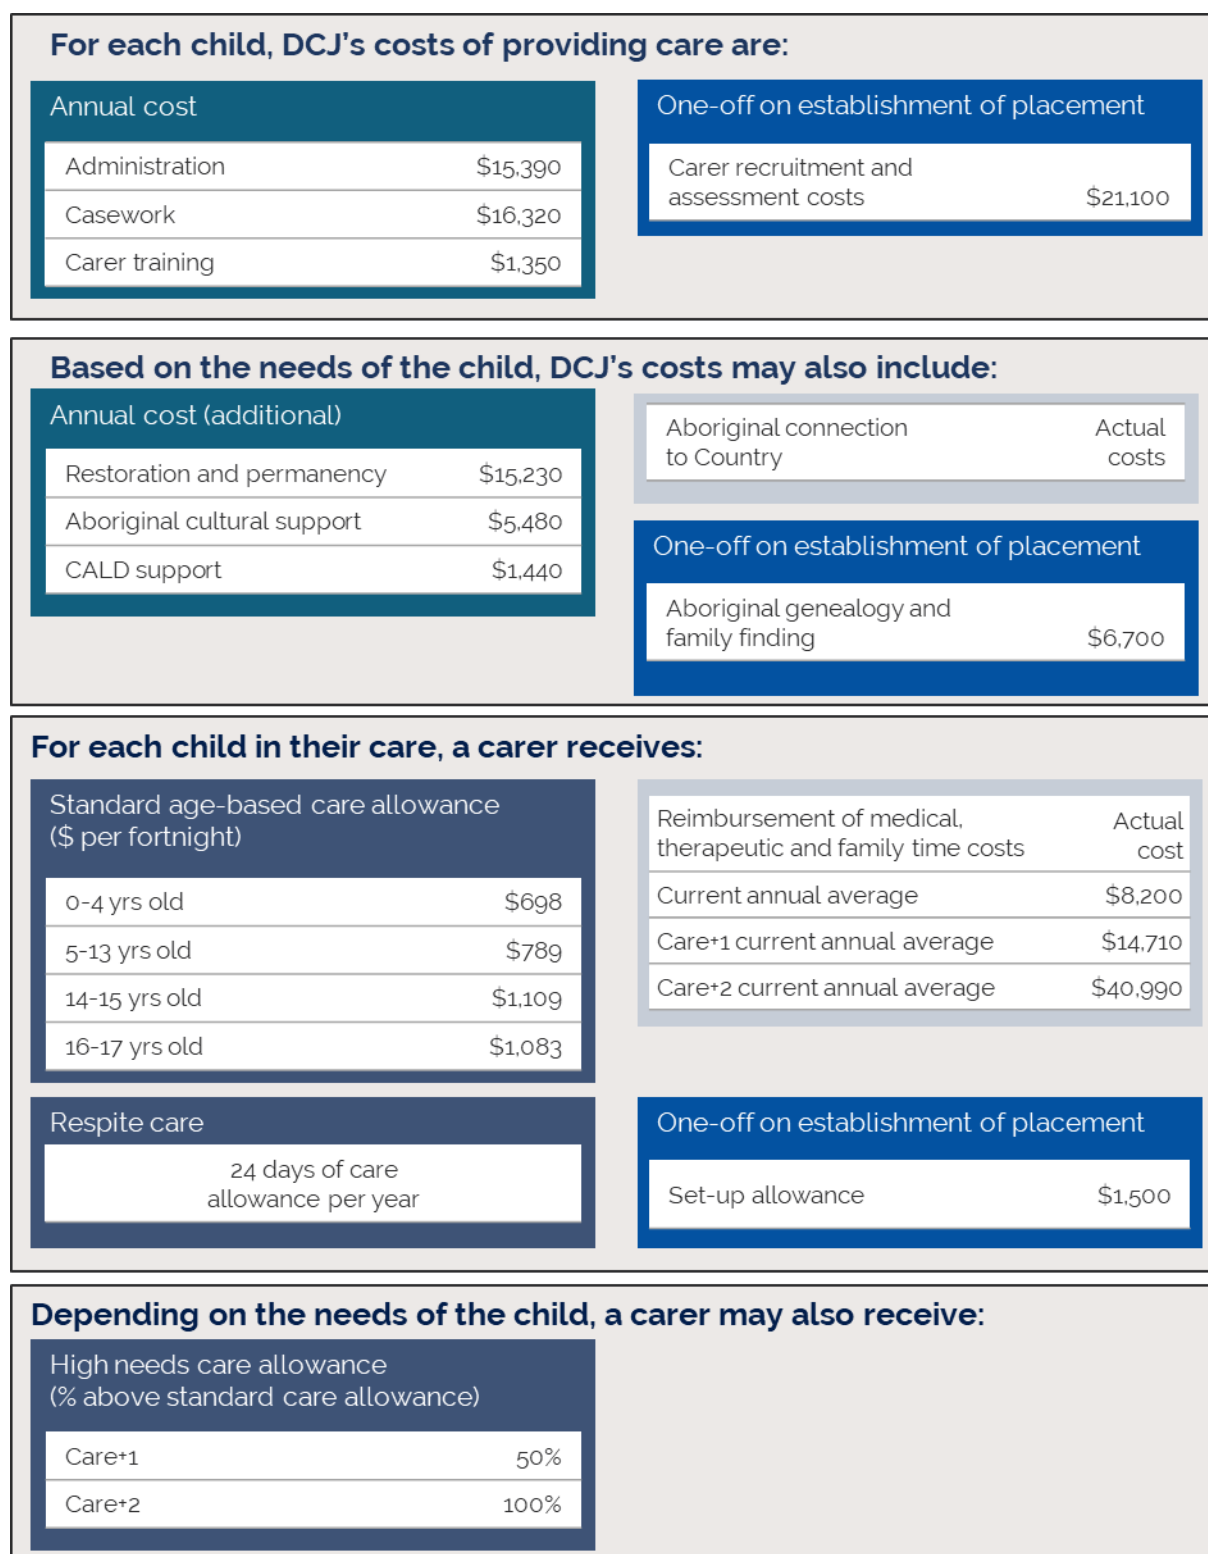 For each child, DCJ's costs of providing care are:
Annual cost
Administration $15,390
Casework $16,320
Carer training $1,350
One-off on establishment of placement
Carer recruitment and
assessment costs $21,100
Based on the needs of the child, DCJ's costs may also include:
Annual cost (additional)
Restoration and permanency $15,230
Aboriginal cultural support $5,480
CALD support $1,440
Aboriginal connection Actual
to Country costs
One-off on establishment of placement
Aboriginal genealogy and
family finding $6,700
For each child in their care, a carer receives:
Standard age-based care allowance
($ per fortnight)
0-4 yrs old $698
5-13 yrs old $789
14-15 yrs old $1,109
16-17 yrs old $1,083
Reimbursement of medical, Actual
therapeutic and family time costs cost
Current annual average $8,200
Care+1 current annual average $14,710
Care+2 current annual average $40,990
Respite care
24 days of care
allowance per year
One-off on establishment of placement
Set-up allowance $1,500
Depending on the needs of the child, a carer may also receive:
High needs care allowance
(% above standard care allowance)
Care+1 50%
Care+2 100%